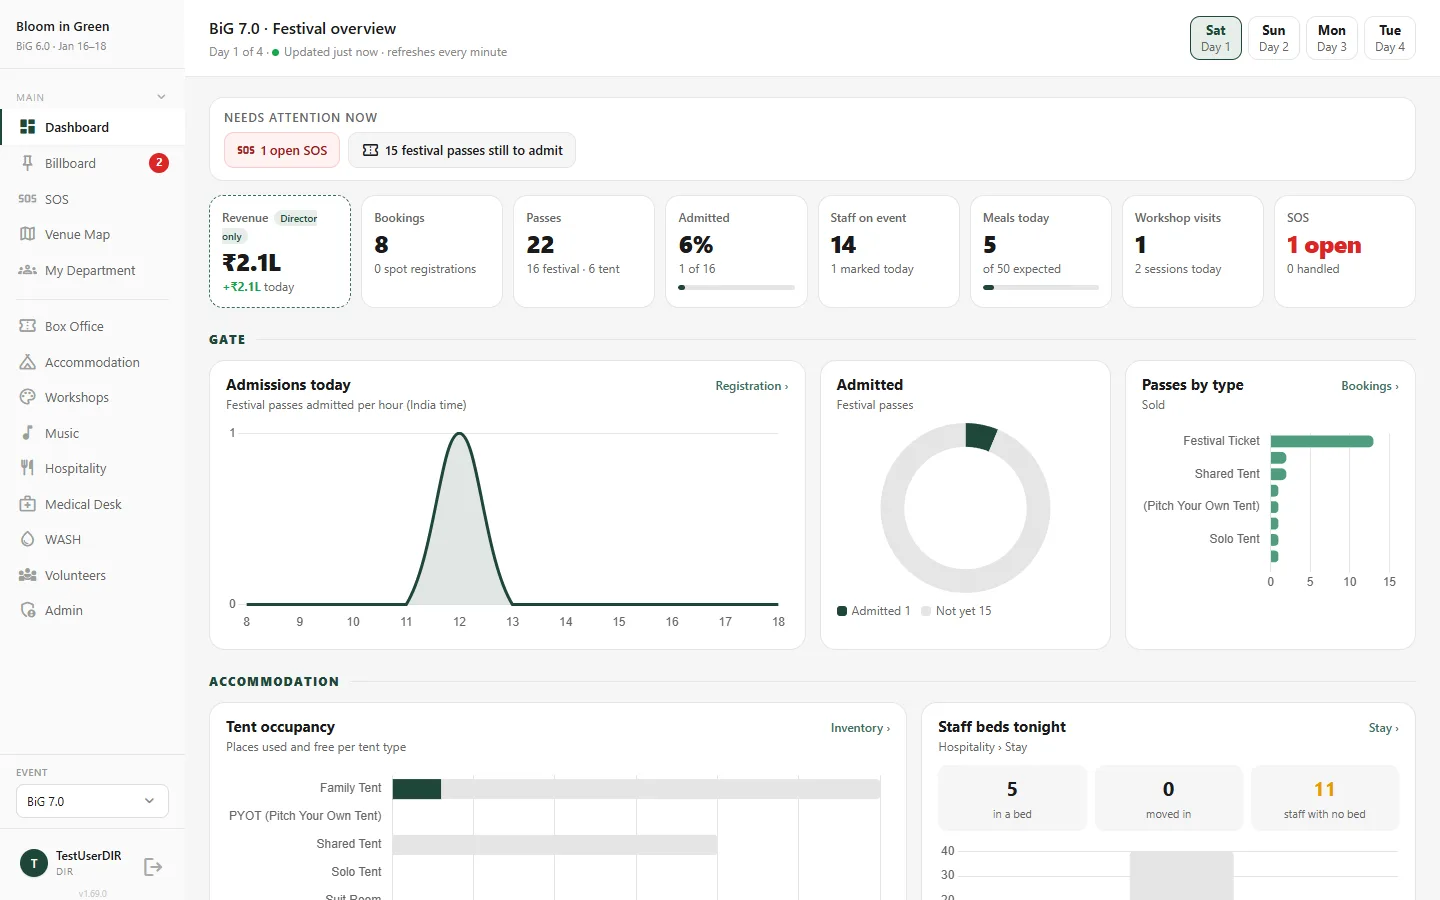 Bloom in Green
BiG 6.0 · Jan 16–18
MAIN
Dashboard
Billboard
2
SOS SOS
Venue Map
My Department
Box Office
Accommodation
Workshops
Music
Hospitality
Medical Desk
WASH
Volunteers
Admin
EVENT
BiG 7.0
T
TestUserDIR
DIR
v1.69.0
BiG 7.0 · Festival overview
Day 1 of 4 · Updated just now · refreshes every minute
Sat
Day 1
Sun
Day 2
Mon
Day 3
Tue
Day 4
NEEDS ATTENTION NOW
SOS 1 open SOS
15 festival passes still to admit
Revenue Director
only
₹2.1L
+₹2.1L today
Bookings
8
0 spot registrations
Passes
22
16 festival · 6 tent
Admitted
6%
1 of 16
Staff on event
14
1 marked today
Meals today
5
of 50 expected
Workshop visits
1
2 sessions today
SOS
1 open
0 handled
GATE
Admissions today
Registration ›
Festival passes admitted per hour (India time)
1
0
8 9 10 11 12 13 14 15 16 17 18
Admitted
Festival passes
Admitted 1 Not yet 15
Passes by type
Bookings ›
Sold
Festival Ticket
Shared Tent
(Pitch Your Own Tent)
Solo Tent
0 5 10 15
ACCOMMODATION
Tent occupancy
Inventory ›
Places used and free per tent type
Family Tent
PYOT (Pitch Your Own Tent)
Shared Tent
Solo Tent
Suit Room
Staff beds tonight
Stay ›
Hospitality › Stay
5
in a bed
0
moved in
11
staff with no bed
40
30
20